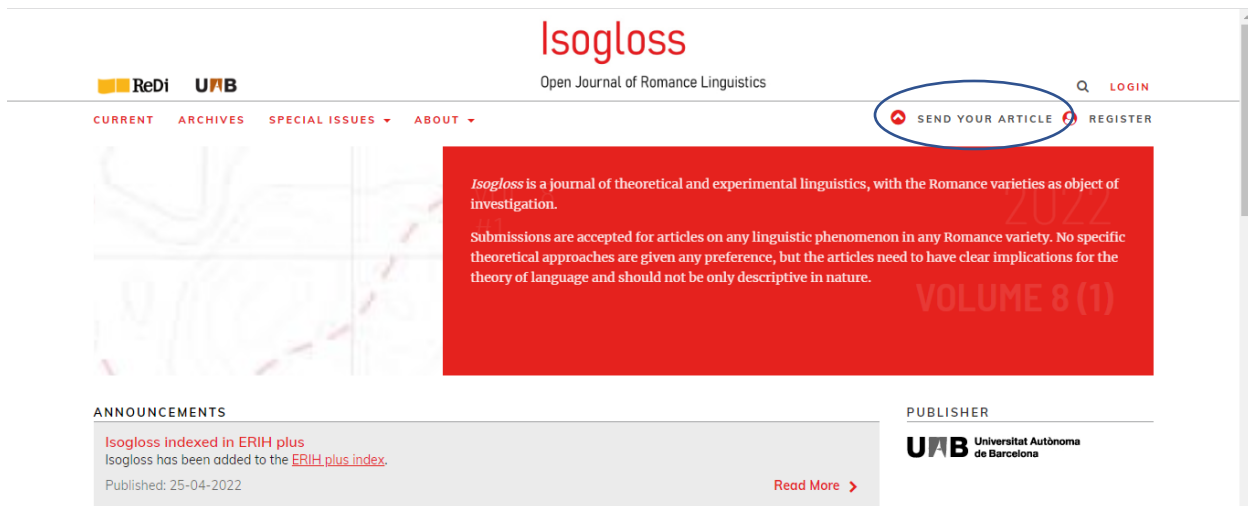 Isogloss
Open Journal of Romance Linguistics
ReDi UAB
LOGIN
CURRENT ARCHIVES SPECIAL ISSUES ABOUT
SEND YOUR ARTICLE REGISTER
Isogloss is a journal of theoretical and experimental linguistics, with the Romance varieties as object of
investigation.
2022
#1
Submissions are accepted for articles on any linguistic phenomenon in any Romance variety. No specific
theoretical approaches are given any preference, but the articles need to have clear implications for the
theory of language and should not be only descriptive in nature.
VOLUME 8 (1)
ANNOUNCEMENTS
Isogloss indexed in ERIH plus
Isogloss has been added to the ERIH plus index.
Published: 25-04-2022
Read More
PUBLISHER
UAB Universitat Autònoma
de Barcelona